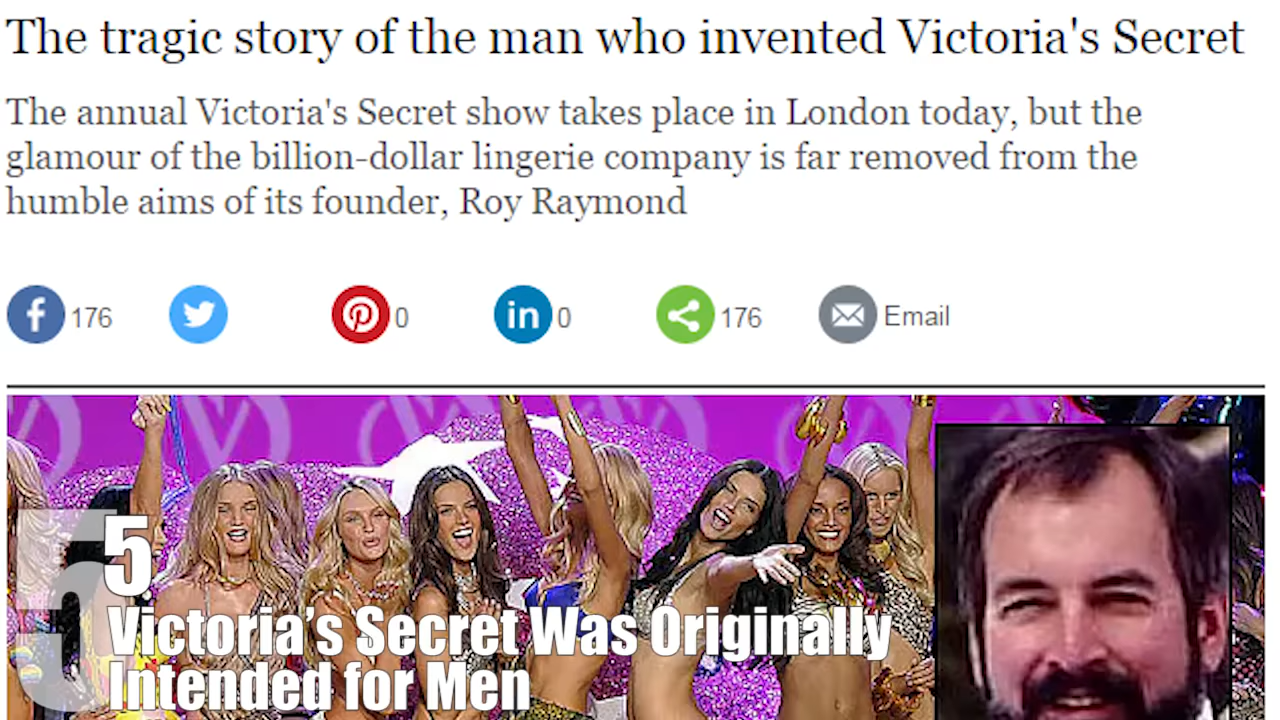 The tragic story of the man who invented Victoria's Secret
The annual Victoria's Secret show takes place in London today, but the
glamour of the billion-dollar lingerie company is far removed from the
humble aims of its founder, Roy Raymond
176
0
in 0
176
Email
5
Victoria’s Secret Was Originally
Intended for Men